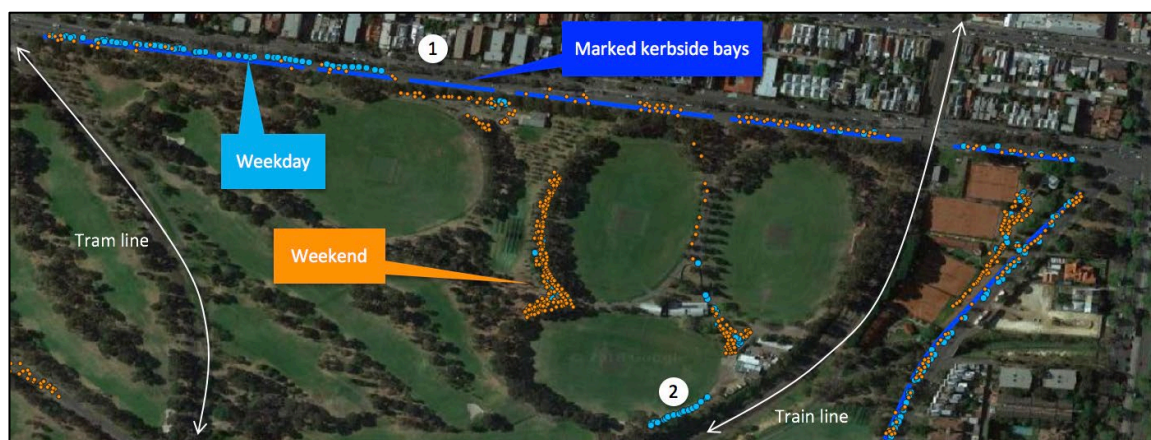 1
Marked kerbside bays
Weekday
Tram line
Weekend
2
Train line